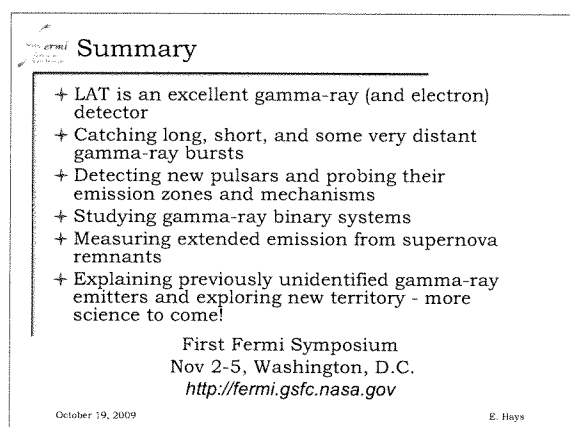 ermi
Summary
+ LAT is an excellent gamma-ray (and electron)
detector
+ Catching long, short, and some very distant
gamma-ray bursts
+ Detecting new pulsars and probing their
emission zones and mechanisms
+ Studying gamma-ray binary systems
+ Measuring extended emission from supernova
remnants
+ Explaining previously unidentified gamma-ray
emitters and exploring new territory - more
science to come!
First Fermi Symposium
Nov 2-5, Washington, D.C.
http://fermi.gsfc.nasa.gov
October 19, 2009
E. Hays